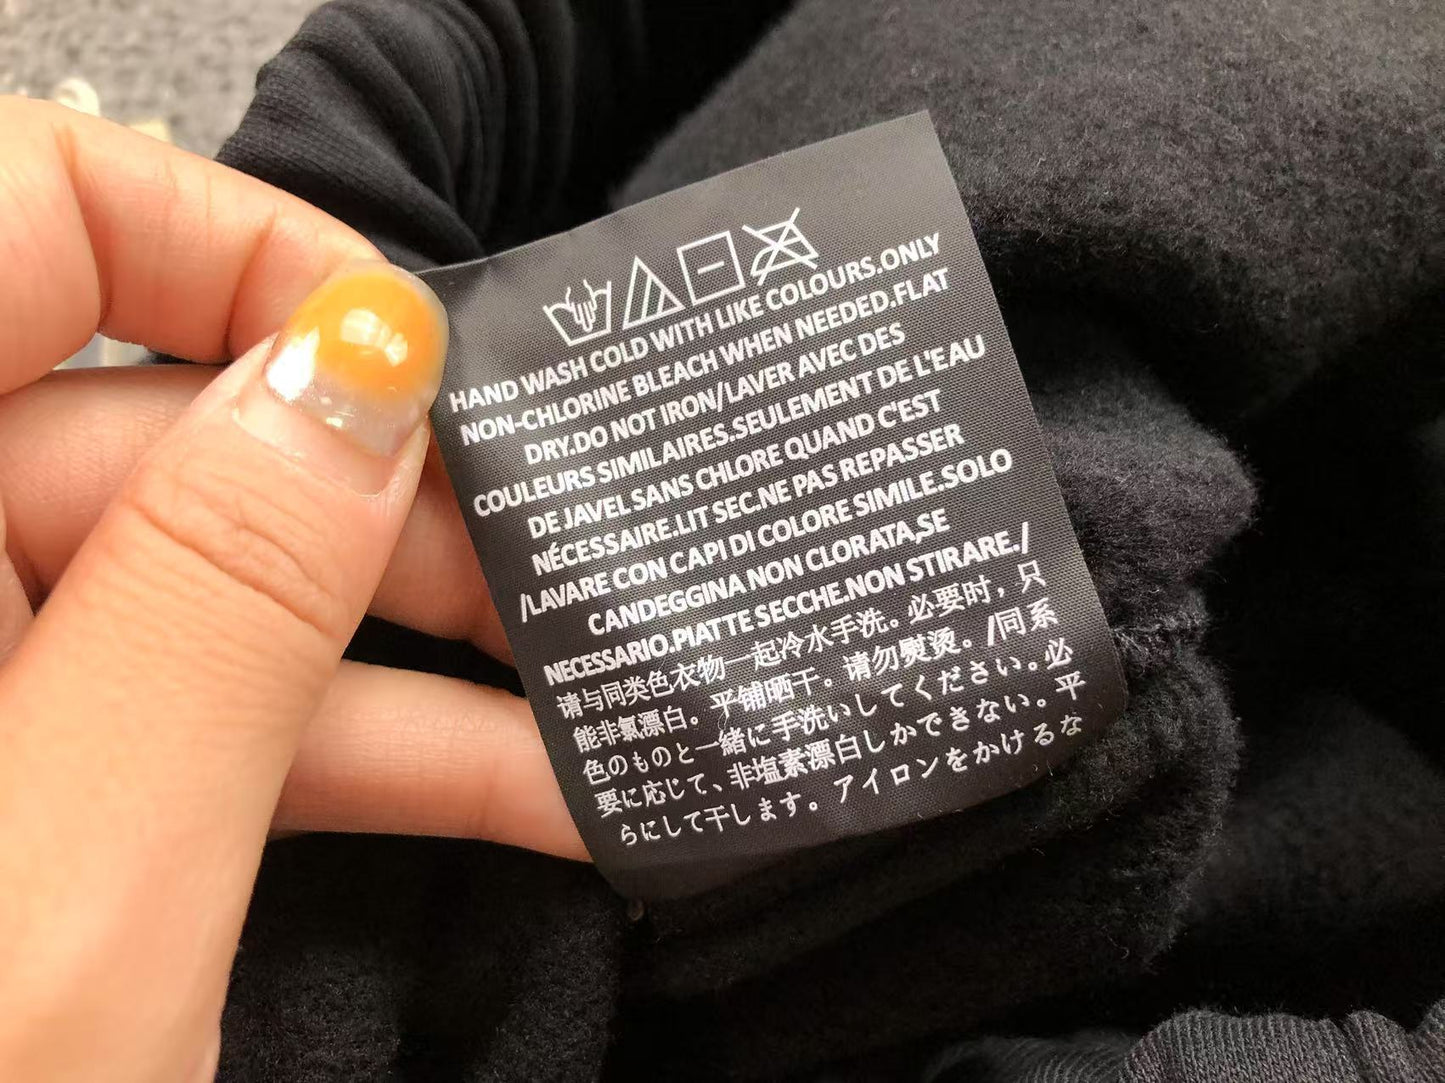 HAND WASH COLD WITH LIKE COLOURS.ONLY
NON-CHLORINE BLEACH WHEN NEEDED.FLAT
DRY.DO NOT IRON/LAVER AVEC DES
COULEURS SIMILAIRES.SEULEMENT DE L'EAU
DE JAVEL SANS CHLORE QUAND C'EST
NÉCESSAIRE.LIT SEC.NE PAS REPASSER
/LAVARE CON CAPI DI COLORE SIMILE.SOLO
CANDEGGINA NON CLORATA,SE
NECESSARIO.PIATTE SECCHE.NON STIRARE./
请与同类色衣物一起冷水手洗。必要时，只
能非氯漂白。平铺晒干。请勿熨烫。/同系
色のものと一緒に手洗いしてください。必
要に応じて、非塩素漂白しかできない。平
らにして干します。アイロンをかけるな